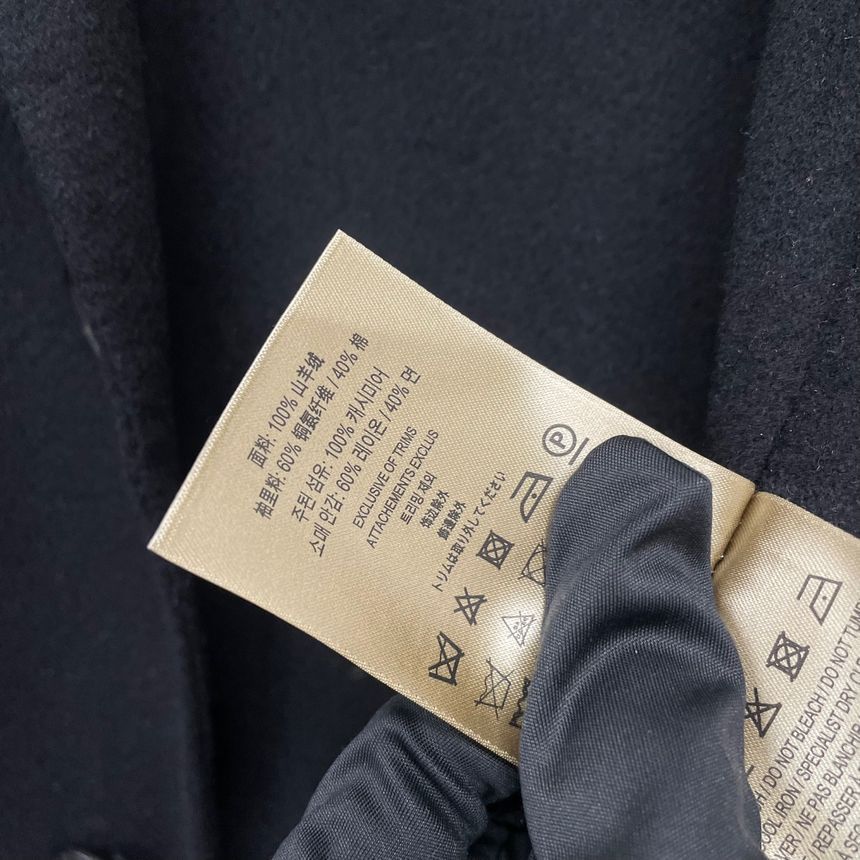 面料: 100% 山羊绒
袖里料: 60% 铜氨纤维 / 40% 棉
주된 섬유: 100% 캐시미어
소매 안감: 60% 레이온 / 40% 면
EXCLUSIVE OF TRIMS
ATTACHEMENTS EXCLUS
트리밍 제외
饰边除外
トリムは取り外してください
P
DO NOT BLEACH / DO NOT TUM
COOL IRON / SPECIALIST DRY CL
/ NE PAS BLANCHI
REPASSER